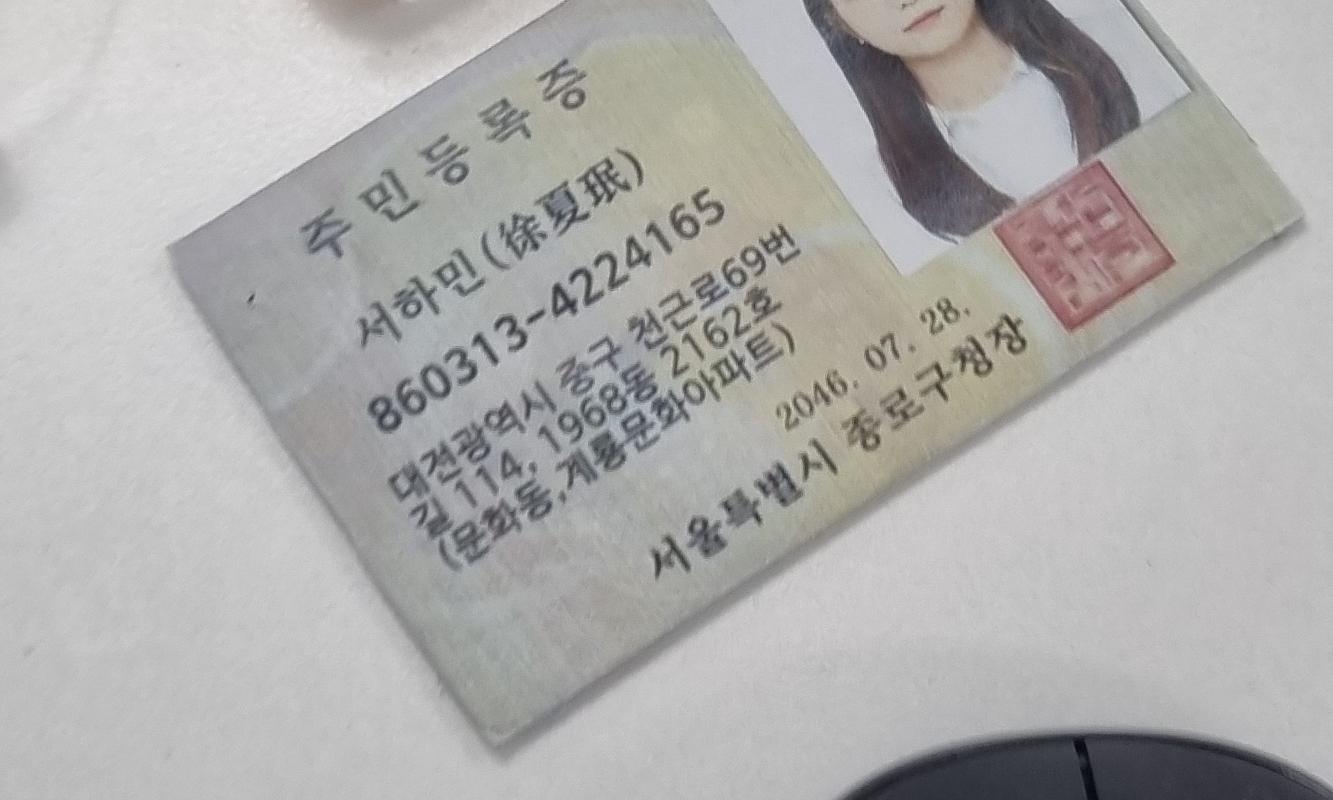 주민등록증
서하민(徐夏珉)
860313-4224165
대전광역시 중구 천근로69번
길 114, 1968동 2162호
(문화동,계룡문화아파트)
2046. 07. 28.
서울특별시 종로구청장